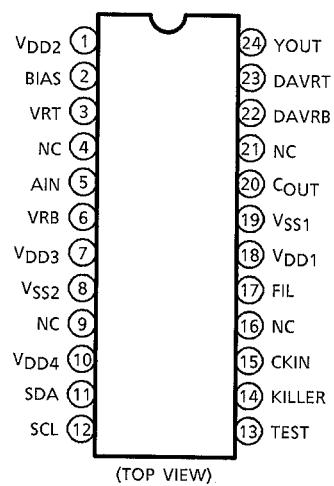 VDD2 1 24 YOUT
BIAS 2 23 DAVRT
VRT 3 22 DAVRB
NC 4 21 NC
AIN 5 20 COUT
VRB 6 19 VSS1
VDD3 7 18 VDD1
VSS2 8 17 FIL
NC 9 16 NC
VDD4 10 15 CKIN
SDA 11 14 KILLER
SCL 12 13 TEST
(TOP VIEW)